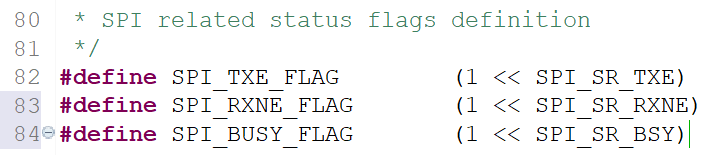 80 * SPI related status flags definition
81 */
82 #define SPI_TXE_FLAG (1 << SPI_SR_TXE)
83 #define SPI_RXNE_FLAG (1 << SPI_SR_RXNE)
84 #define SPI_BUSY_FLAG (1 << SPI_SR_BSY)